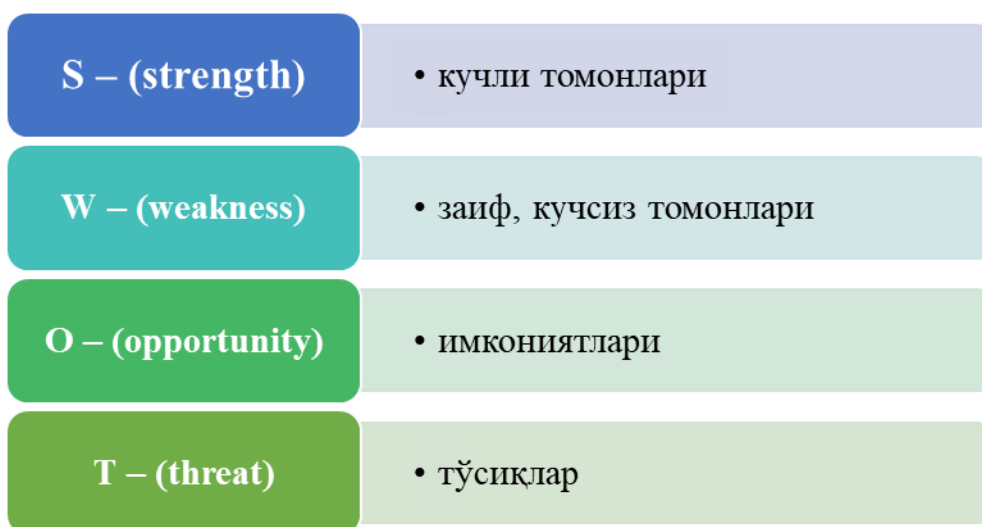 S – (strength)
• кучли томонлари
W – (weakness)
• заиф, кучсиз томонлари
O – (opportunity)
• имкониятлари
T – (threat)
• тўсиқлар